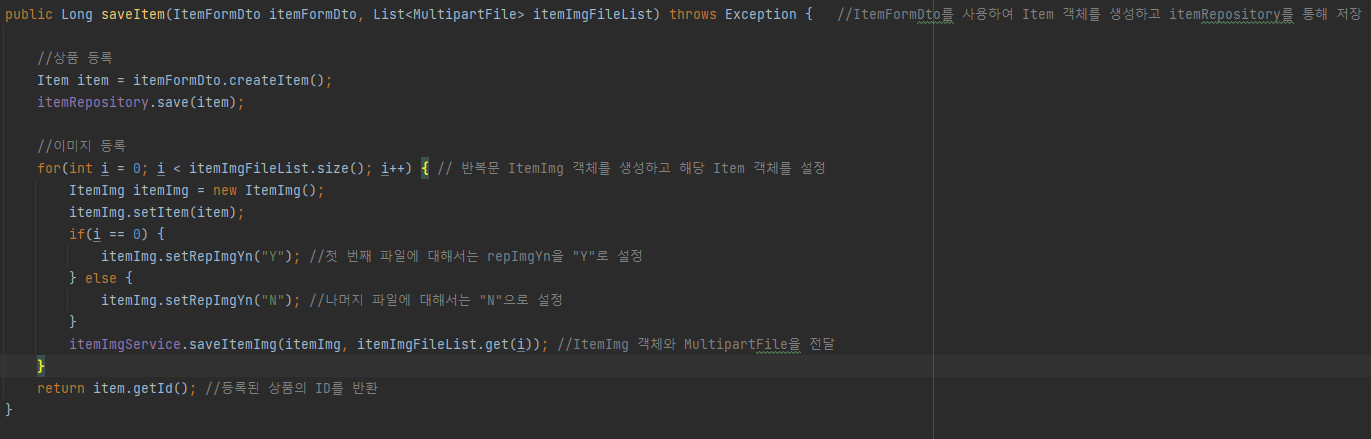 public Long saveItem(ItemFormDto itemFormDto, List<MultipartFile> itemImgFileList) throws Exception {   //ItemFormDto를 사용하여 Item 객체를 생성하고 itemRepository를 통해 저장
//상품 등록
Item item = itemFormDto.createItem();
itemRepository.save(item);
//이미지 등록
for(int i = 0; i < itemImgFileList.size(); i++) { // 반복문 ItemImg 객체를 생성하고 해당 Item 객체를 설정
ItemImg itemImg = new ItemImg();
itemImg.setItem(item);
if(i == 0) {
itemImg.setRepImgYn("Y"); //첫 번째 파일에 대해서는 repImgYn을 "Y"로 설정
} else {
itemImg.setRepImgYn("N"); //나머지 파일에 대해서는 "N"으로 설정
}
itemImgService.saveItemImg(itemImg, itemImgFileList.get(i)); //ItemImg 객체와 MultipartFile을 전달
}
return item.getId(); //등록된 상품의 ID를 반환
}